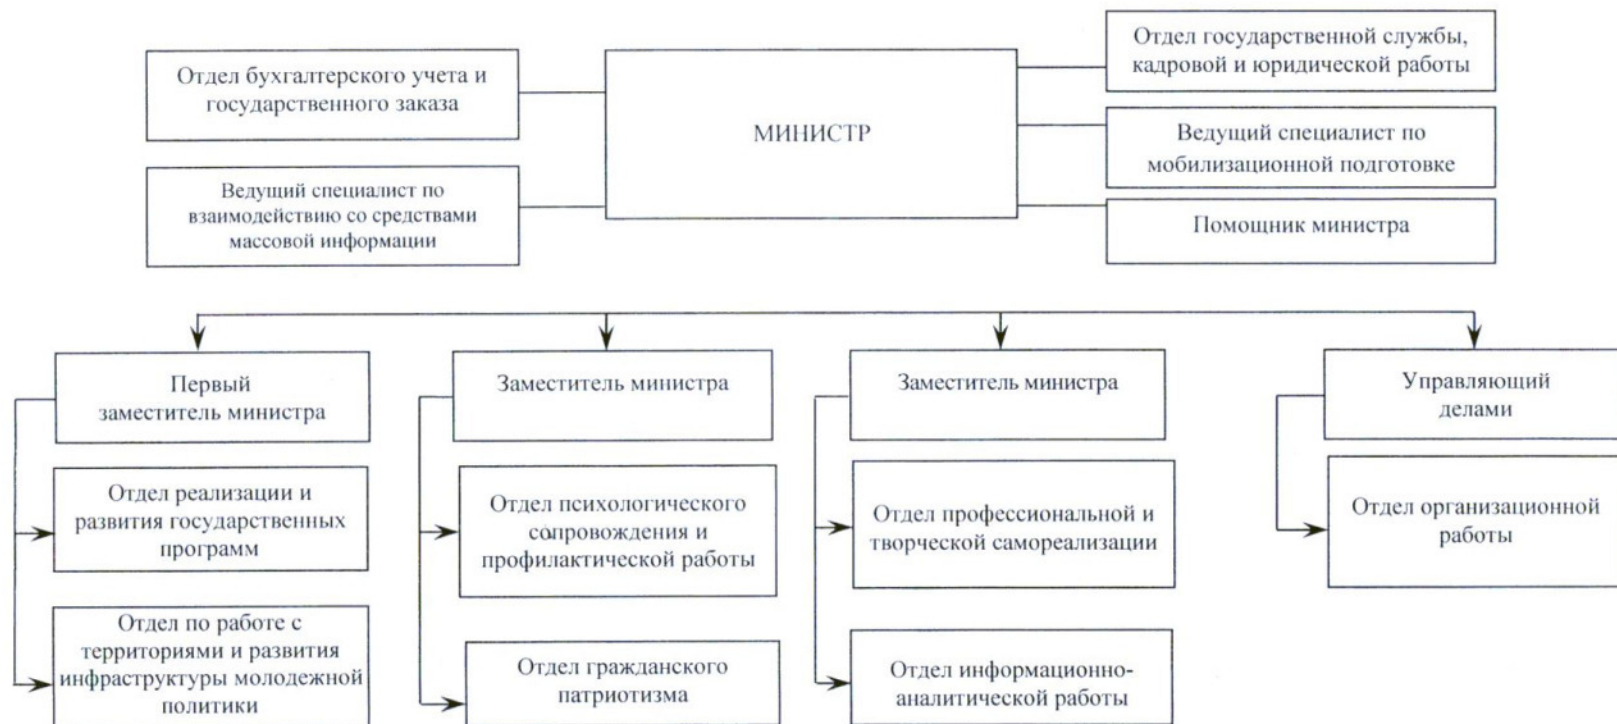 Отдел бухгалтерского учета и
государственного заказа
Ведущий специалист по
взаимодействию со средствами
массовой информации
МИНИСТР
Отдел государственной службы,
кадровой и юридической работы
Ведущий специалист по
мобилизационной подготовке
Помощник министра
Первый
заместитель министра
Отдел реализации и
развития государственных
программ
Отдел по работе с
территориями и развития
инфраструктуры молодежной
политики
Заместитель министра
Отдел психологического
сопровождения и
профилактической работы
Отдел гражданского
патриотизма
Заместитель министра
Отдел профессиональной и
творческой самореализации
Отдел информационно-
аналитической работы
Управляющий
делами
Отдел организационной
работы